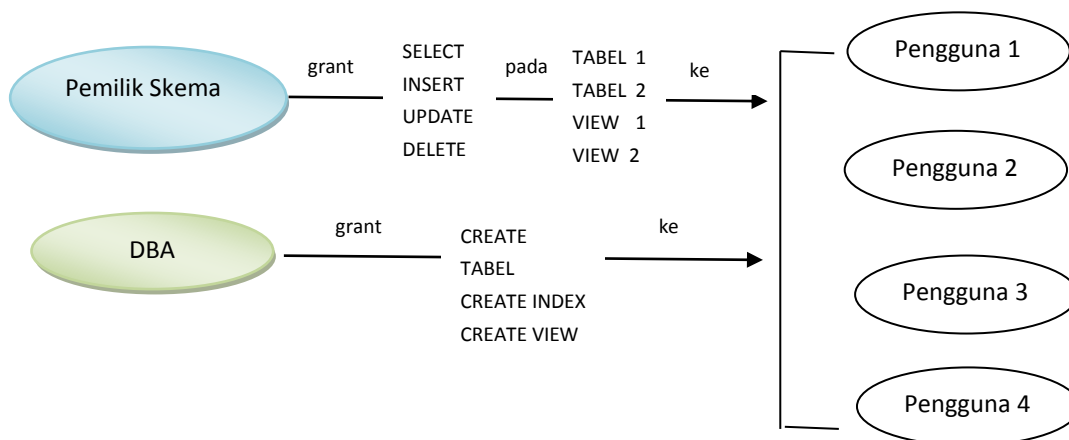 Pemilik Skema
grant
SELECT
INSERT
UPDATE
DELETE
pada
TABEL 1
TABEL 2
VIEW 1
VIEW 2
ke
DBA
grant
CREATE
TABEL
CREATE INDEX
CREATE VIEW
ke
Pengguna 1
Pengguna 2
Pengguna 3
Pengguna 4